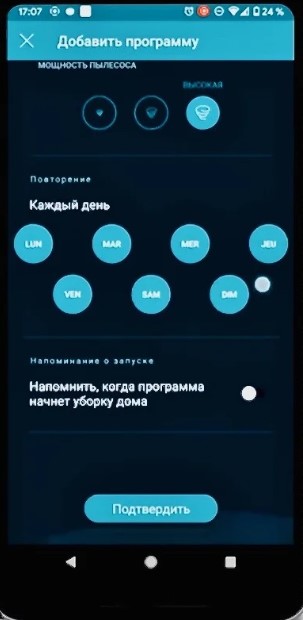 17:07 24 %
Добавить программу
МОЩНОСТЬ ПЫЛЕСОСА
ВЫСОКАЯ
Повторение
Каждый день
LUN MAR MER JEU
VEN SAM DIM
Напоминание о запуске
Напомнить, когда программа
начнет уборку дома
Подтвердить